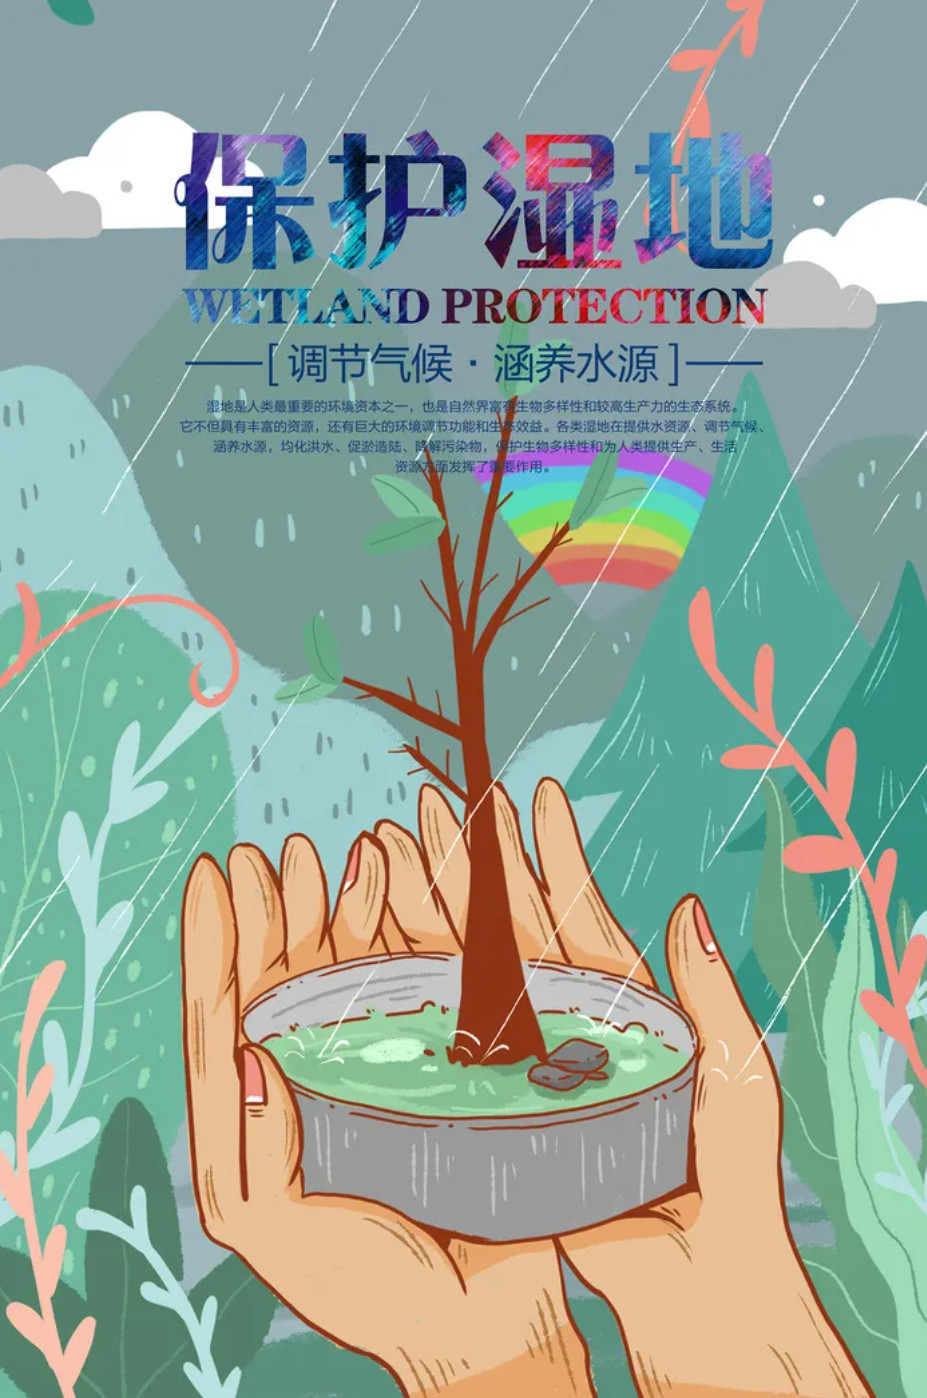 保护湿地
WETLAND PROTECTION
[调节气候·涵养水源]
湿地是人类最重要的环境资本之一，也是自然界富有生物多样性和较高生产力的生态系统。
它不但具有丰富的资源，还有巨大的环境调节功能和生态效益。各类湿地在提供水资源、调节气候、
涵养水源，均化洪水、促淤造陆、降解污染物，保护生物多样性和为人类提供生产、生活
资源方面发挥了重要作用。